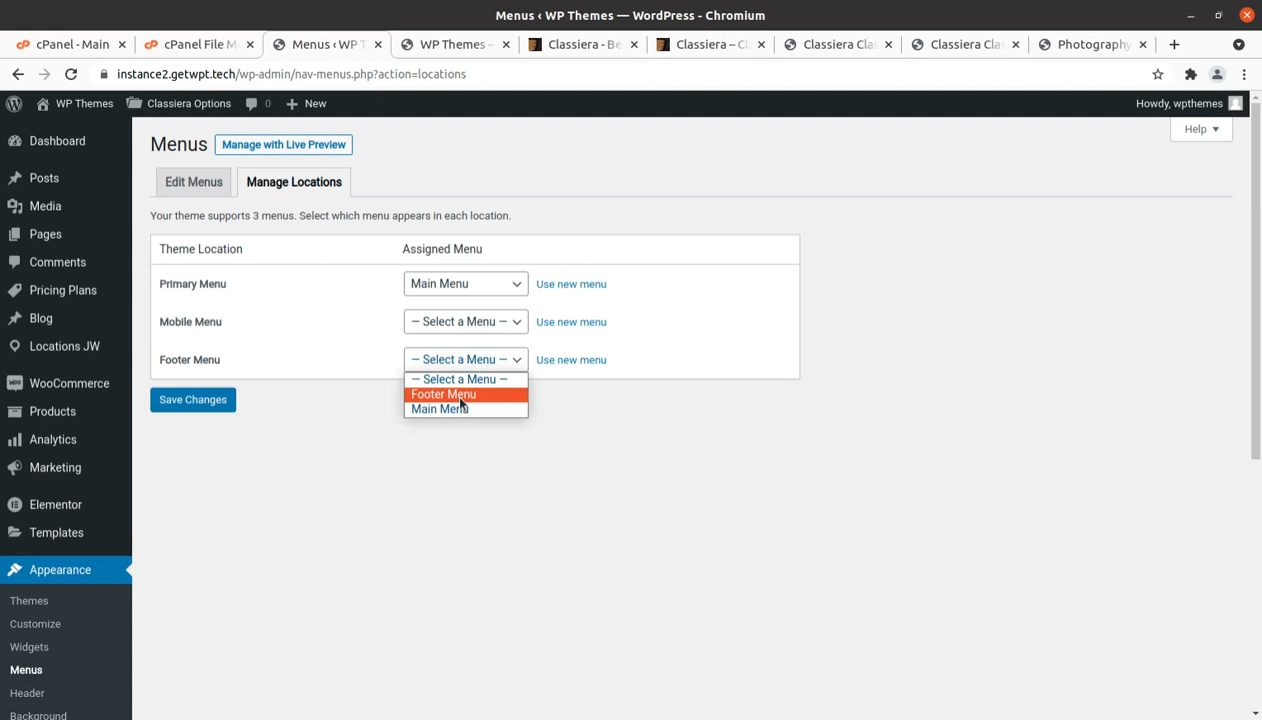 Menus ‹ WP Themes — WordPress - Chromium
cPanel - Main
cPanel File M
Menus ‹ WP T
WP Themes –
Classiera - Be
Classiera – Cl
Classiera Cla
Classiera Cla
Photography
instance2.getwpt.tech/wp-admin/nav-menus.php?action=locations
WP Themes
Classiera Options
0
New
Howdy, wpthemes
Help
Dashboard
Posts
Media
Pages
Comments
Pricing Plans
Blog
Locations JW
WooCommerce
Products
Analytics
Marketing
Elementor
Templates
Appearance
Themes
Customize
Widgets
Menus
Header
Background
Menus
Manage with Live Preview
Edit Menus
Manage Locations
Your theme supports 3 menus. Select which menu appears in each location.
Theme Location
Assigned Menu
Primary Menu
Main Menu
Use new menu
Mobile Menu
— Select a Menu —
Use new menu
Footer Menu
— Select a Menu —
Use new menu
— Select a Menu —
Footer Menu
Main Menu
Save Changes